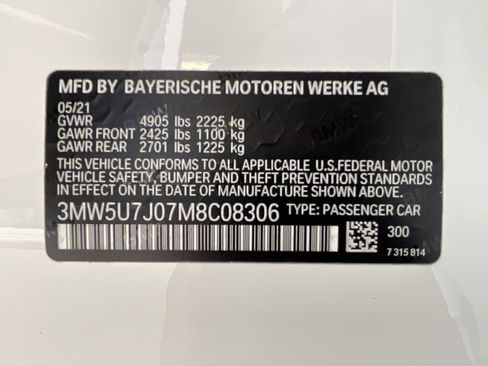 MFD BY BAYERISCHE MOTOREN WERKE AG
05/21
GVWR 4905 lbs 2225 kg
GAWR FRONT 2425 lbs 1100 kg
GAWR REAR 2701 lbs 1225 kg
THIS VEHICLE CONFORMS TO ALL APPLICABLE U.S.FEDERAL MOTOR
VEHICLE SAFETY, BUMPER AND THEFT PREVENTION STANDARDS
IN EFFECT ON THE DATE OF MANUFACTURE SHOWN ABOVE.
3MW5U7J07M8C08306 TYPE: PASSENGER CAR
300
7 315 814